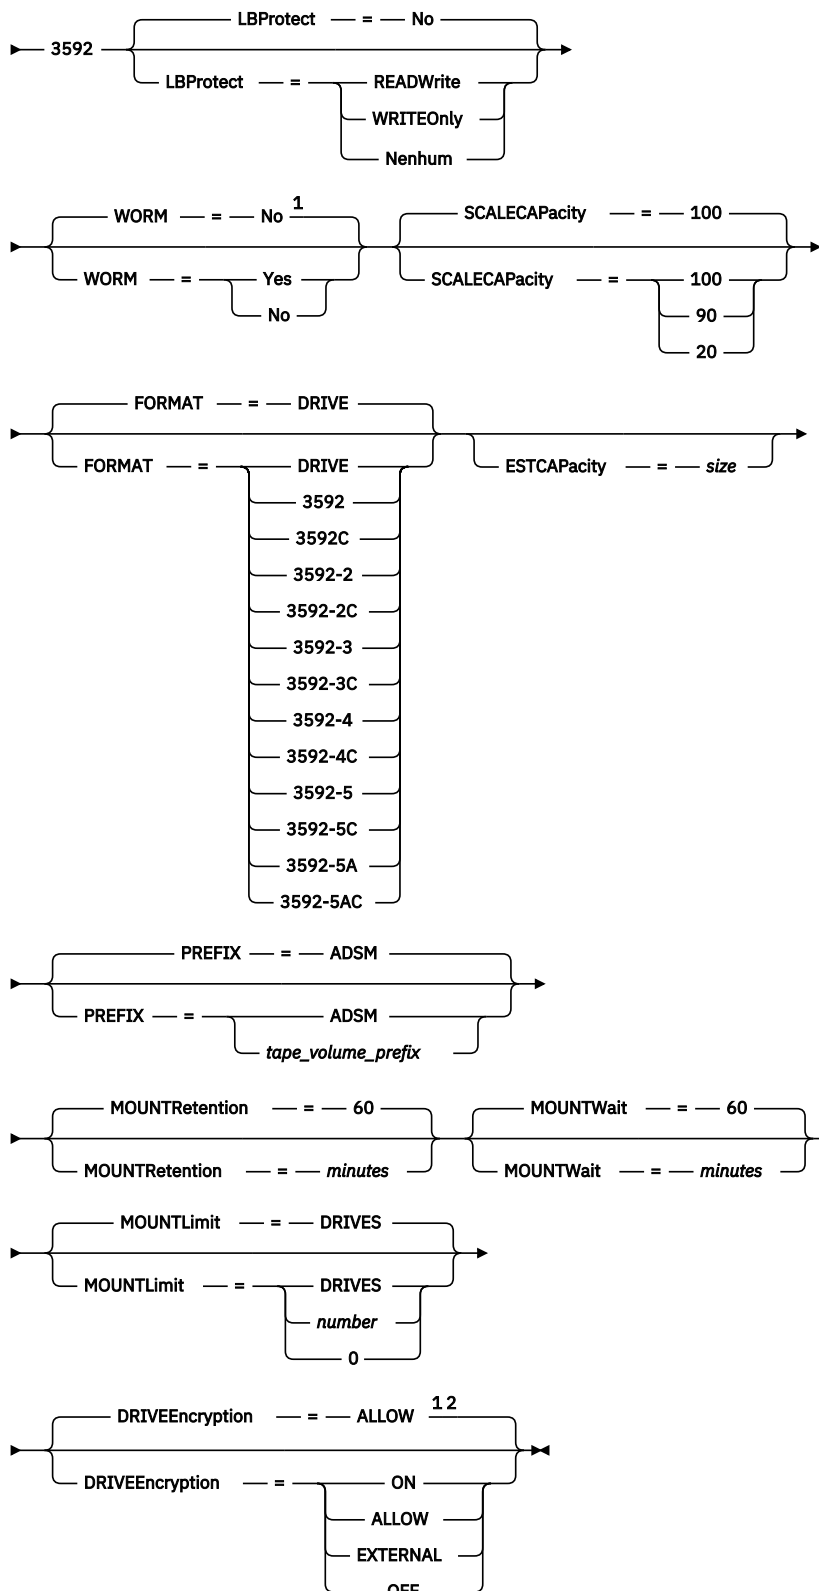 LBProtect = No
3592
LBProtect = READWrite
WRITEOnly
Nenhum
WORM = No 1 SCALECAPacity = 100
WORM = Yes SCALECAPacity = 100
No 90
20
FORMAT = DRIVE
FORMAT = DRIVE ESTCAPacity = size
3592
3592C
3592-2
3592-2C
3592-3
3592-3C
3592-4
3592-4C
3592-5
3592-5C
3592-5A
3592-5AC
PREFIX = ADSM
PREFIX = ADSM
tape_volume_prefix
MOUNTRetention = 60 MOUNTWait = 60
MOUNTRetention = minutes MOUNTWait = minutes
MOUNTLimit = DRIVES
MOUNTLimit = DRIVES
number
0
DRIVEEncryption = ALLOW 1 2
DRIVEEncryption = ON
ALLOW
EXTERNAL
OFF